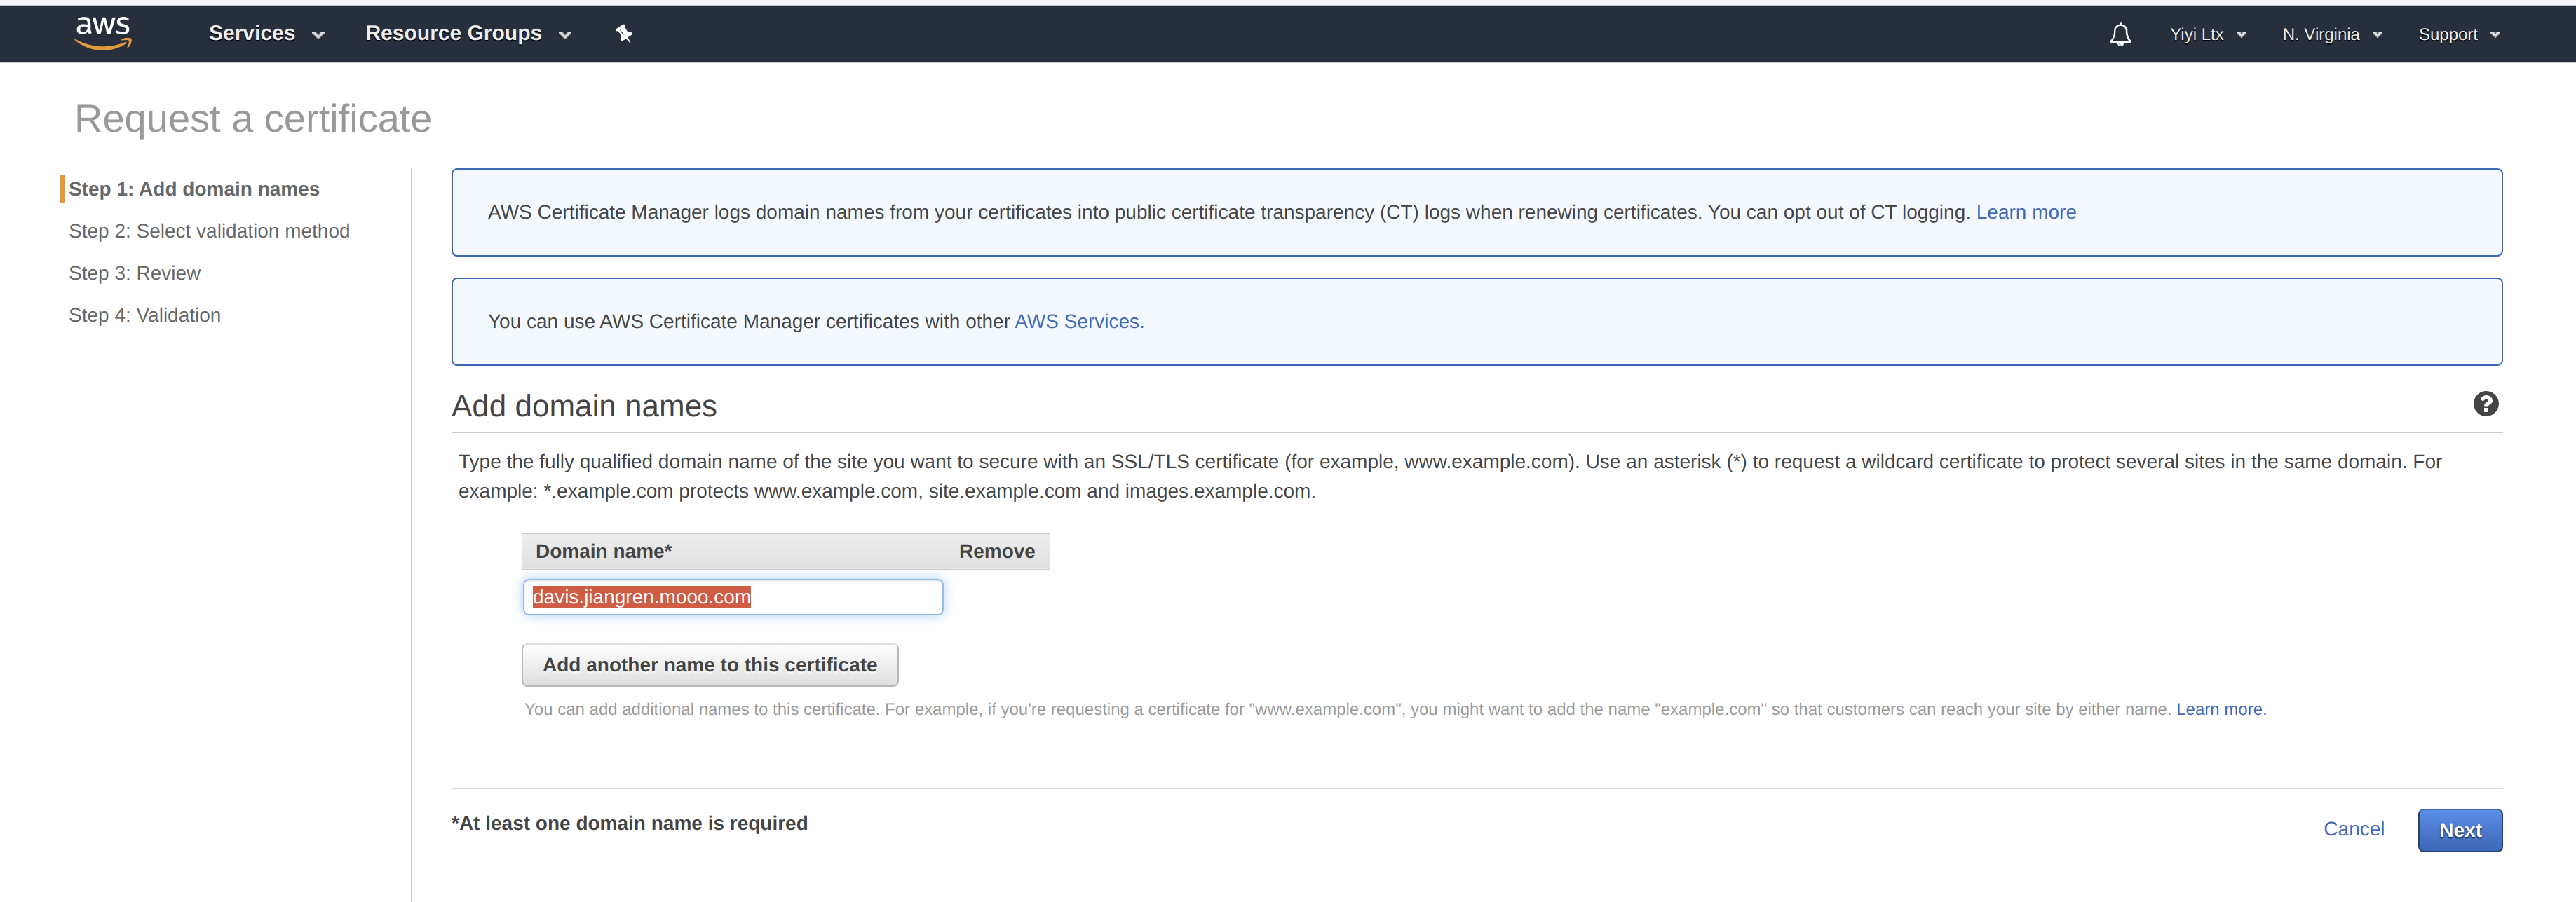 aws Services Resource Groups Yiyi Ltx N. Virginia Support
Request a certificate
Step 1: Add domain names
Step 2: Select validation method
Step 3: Review
Step 4: Validation
AWS Certificate Manager logs domain names from your certificates into public certificate transparency (CT) logs when renewing certificates. You can opt out of CT logging. Learn more
You can use AWS Certificate Manager certificates with other AWS Services.
Add domain names
Type the fully qualified domain name of the site you want to secure with an SSL/TLS certificate (for example, www.example.com). Use an asterisk (*) to request a wildcard certificate to protect several sites in the same domain. For
example: *.example.com protects www.example.com, site.example.com and images.example.com.
Domain name* Remove
davis.jiangren.mooo.com
Add another name to this certificate
You can add additional names to this certificate. For example, if you're requesting a certificate for "www.example.com", you might want to add the name "example.com" so that customers can reach your site by either name. Learn more.
*At least one domain name is required
Cancel Next